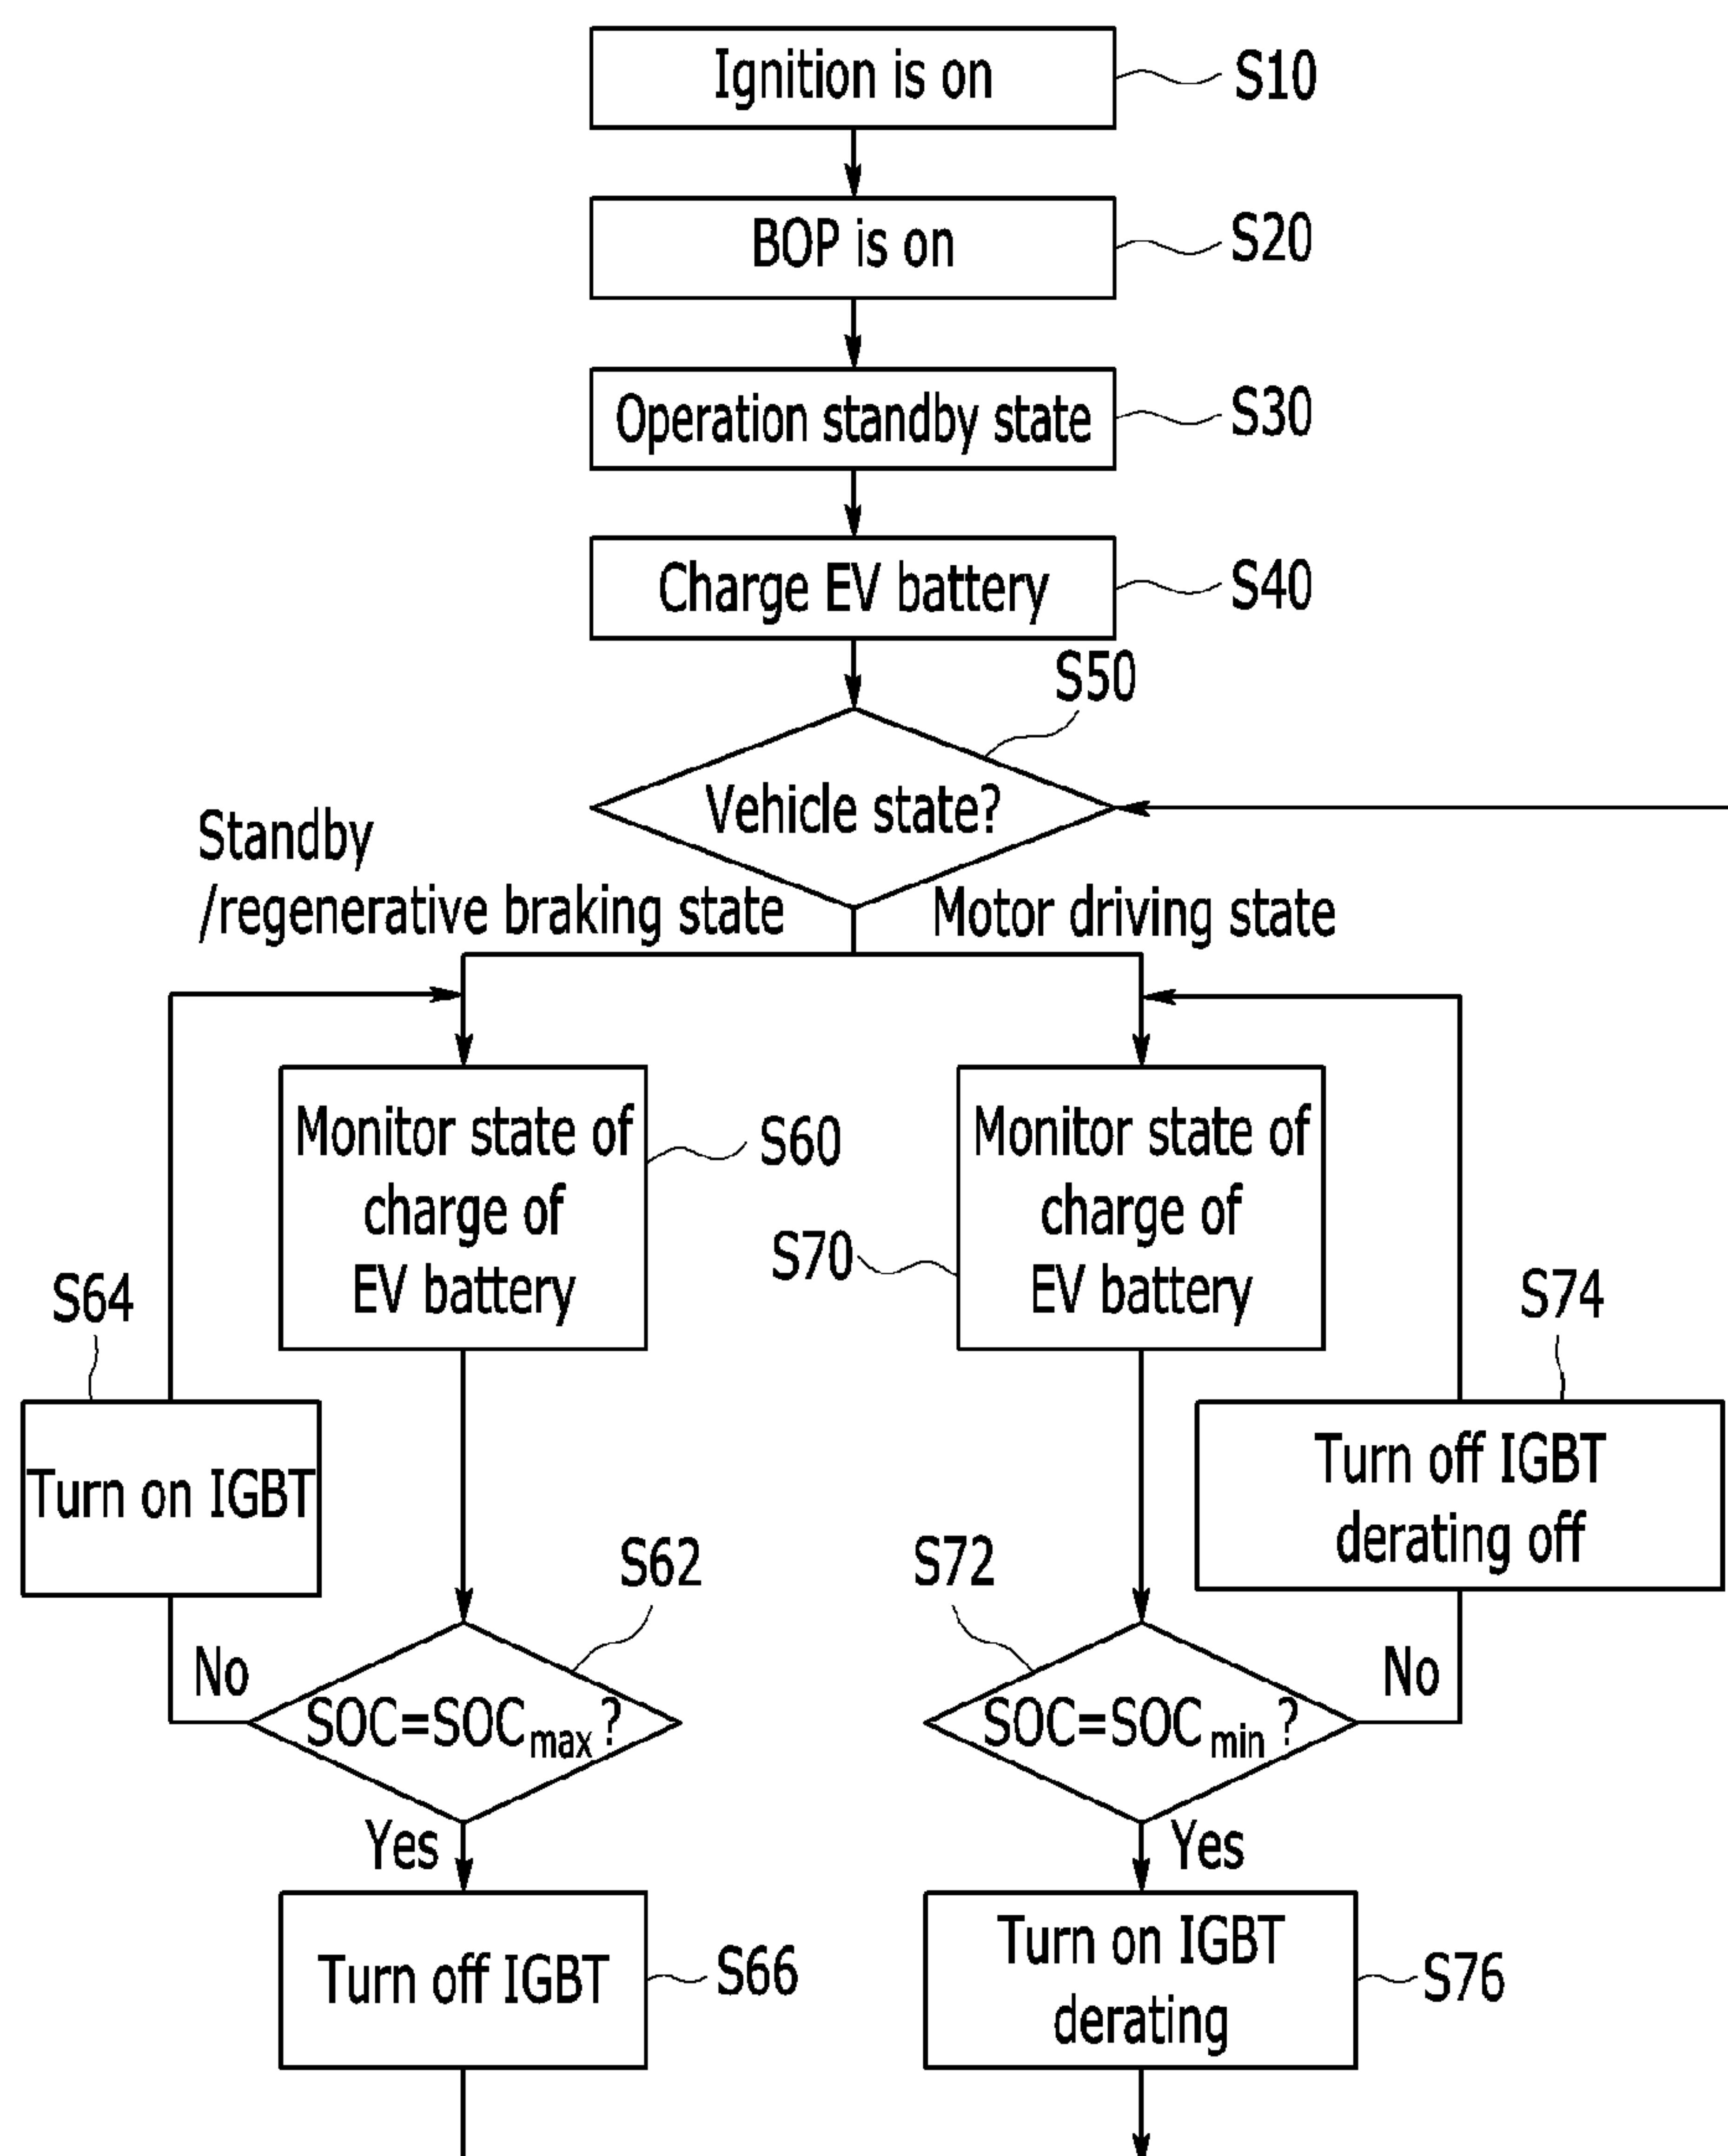 Ignition is on
S10
BOP is on
S20
Operation standby state
S30
Charge EV battery
S40
S50
Vehicle state?
Standby
/regenerative braking state
Motor driving state
Monitor state of
charge of
EV battery
S60
Monitor state of
charge of
EV battery
S70
S64
Turn on IGBT
S74
Turn off IGBT
derating off
S62
SOC=SOCmax?
No
Yes
S72
SOC=SOCmin?
No
Yes
Turn off IGBT
S66
Turn on IGBT
derating
S76